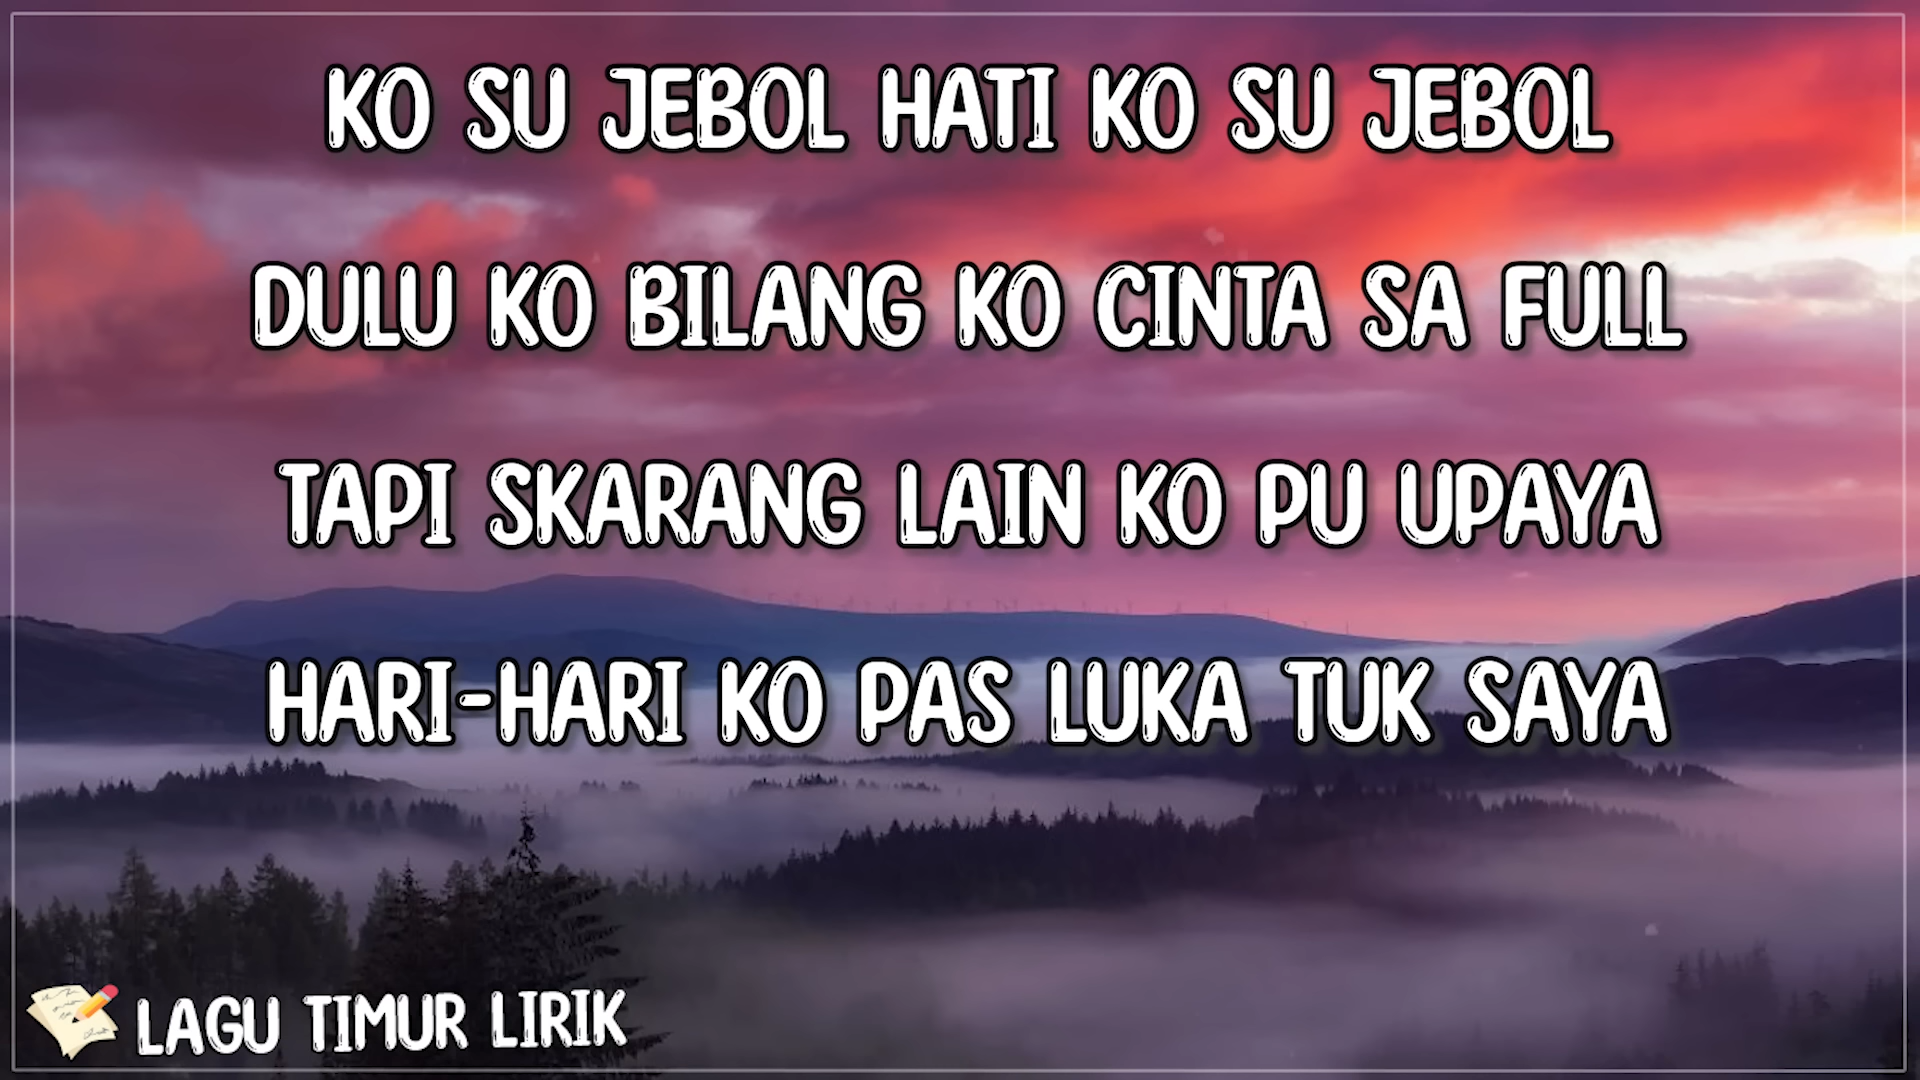 KO SU JEBOL HATI KO SU JEBOL
DULU KO BILANG KO CINTA SA FULL
TAPI SKARANG LAIN KO PU UPAYA
HARI-HARI KO PAS LUKA TUK SAYA
LAGU TIMUR LIRIK